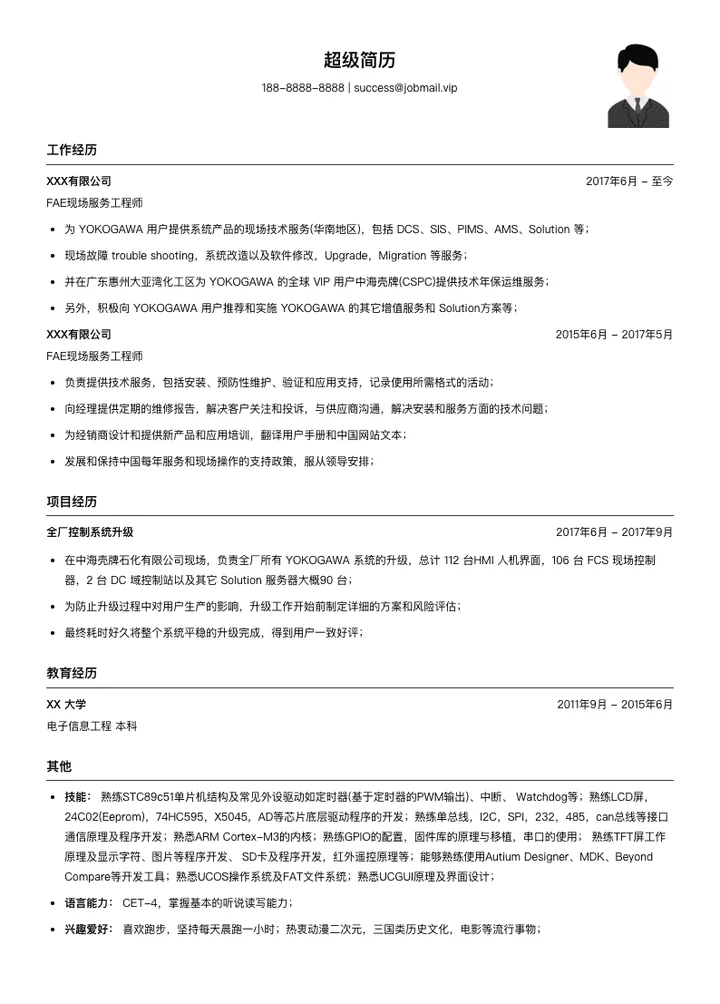 超级简历
188-8888-8888 | success@jobmail.vip
工作经历
XXX有限公司 2017年6月 - 至今
FAE现场服务工程师
• 为 YOKOGAWA 用户提供系统产品的现场技术服务(华南地区)，包括 DCS、SIS、PIMS、AMS、Solution 等；
• 现场故障 trouble shooting，系统改造以及软件修改，Upgrade，Migration 等服务；
• 并在广东惠州大亚湾化工区为 YOKOGAWA 的全球 VIP 用户中海壳牌(CSPC)提供技术年保运维服务；
• 另外，积极向 YOKOGAWA 用户推荐和实施 YOKOGAWA 的其它增值服务和 Solution方案等；
XXX有限公司 2015年6月 - 2017年5月
FAE现场服务工程师
• 负责提供技术服务，包括安装、预防性维护、验证和应用支持，记录使用所需格式的活动；
• 向经理提供定期的维修报告，解决客户关注和投诉，与供应商沟通，解决安装和服务方面的技术问题；
• 为经销商设计和提供新产品和应用培训，翻译用户手册和中国网站文本；
• 发展和保持中国每年服务和现场操作的支持政策，服从领导安排；
项目经历
全厂控制系统升级 2017年6月 - 2017年9月
• 在中海壳牌石化有限公司现场，负责全厂所有 YOKOGAWA 系统的升级，总计 112 台HMI 人机界面，106 台 FCS 现场控制
器，2 台 DC 域控制站以及其它 Solution 服务器大概90 台；
• 为防止升级过程中对用户生产的影响，升级工作开始前制定详细的方案和风险评估；
• 最终耗时好久将整个系统平稳的升级完成，得到用户一致好评；
教育经历
XX 大学 2011年9月 - 2015年6月
电子信息工程 本科
其他
• 技能： 熟练STC89c51单片机结构及常见外设驱动如定时器(基于定时器的PWM输出)、中断、 Watchdog等；熟练LCD屏，
24C02(Eeprom)，74HC595，X5045，AD等芯片底层驱动程序的开发；熟练单总线，I2C，SPI，232，485，can总线等接口
通信原理及程序开发；熟悉ARM Cortex-M3的内核；熟练GPIO的配置，固件库的原理与移植，串口的使用； 熟练TFT屏工作
原理及显示字符、图片等程序开发、 SD卡及程序开发，红外遥控原理等；能够熟练使用Autium Designer、MDK、Beyond
Compare等开发工具；熟悉UCOS操作系统及FAT文件系统；熟悉UCGUI原理及界面设计；
• 语言能力： CET-4，掌握基本的听说读写能力；
• 兴趣爱好： 喜欢跑步，坚持每天晨跑一小时；热衷动漫二次元，三国类历史文化，电影等流行事物；